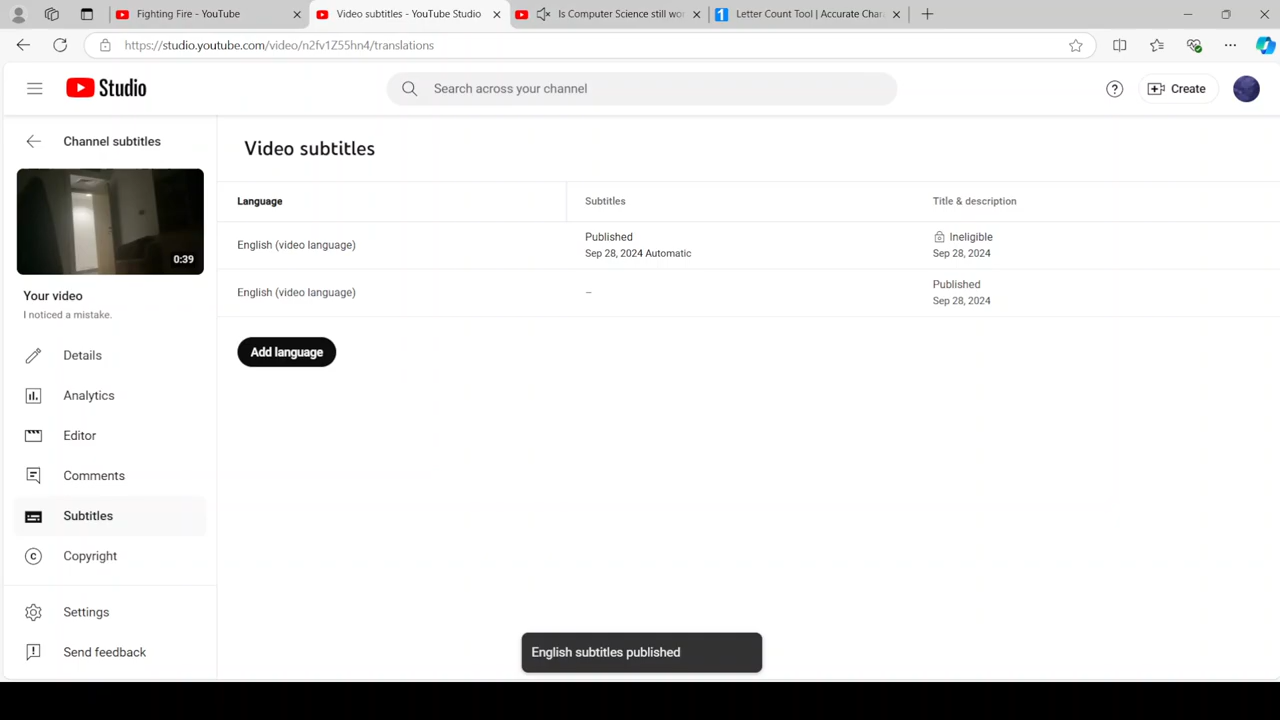 Fighting Fire - YouTube
Video subtitles - YouTube Studio
Is Computer Science still wo
Letter Count Tool | Accurate Cha
https://studio.youtube.com/video/n2fv1Z55hn4/translations
Studio
Search across your channel
Create
Channel subtitles
0:39
Your video
I noticed a mistake.
Details
Analytics
Editor
Comments
Subtitles
Copyright
Settings
Send feedback
Video subtitles
Language Subtitles Title & description
English (video language) Published Ineligible
Sep 28, 2024 Automatic Sep 28, 2024
English (video language) – Published
Sep 28, 2024
Add language
English subtitles published